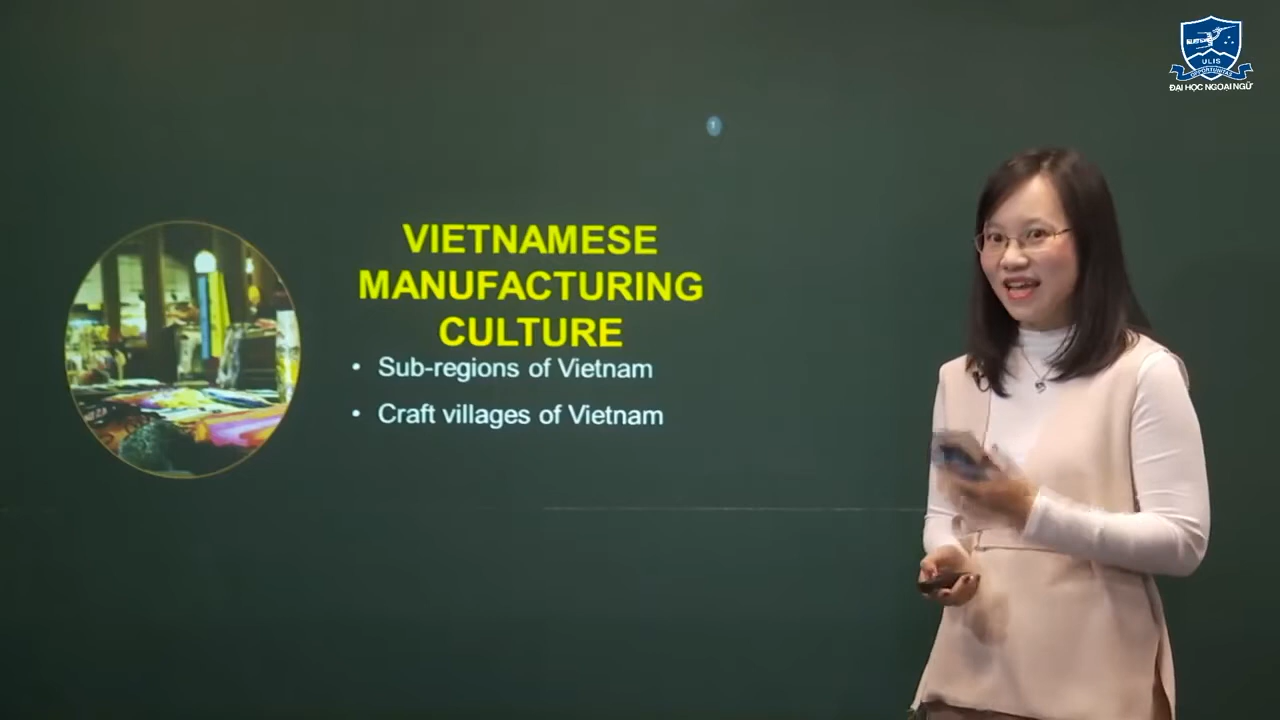 ULIS
ĐẠI HỌC NGOẠI NGỮ
VIETNAMESE
MANUFACTURING
CULTURE
• Sub-regions of Vietnam
• Craft villages of Vietnam